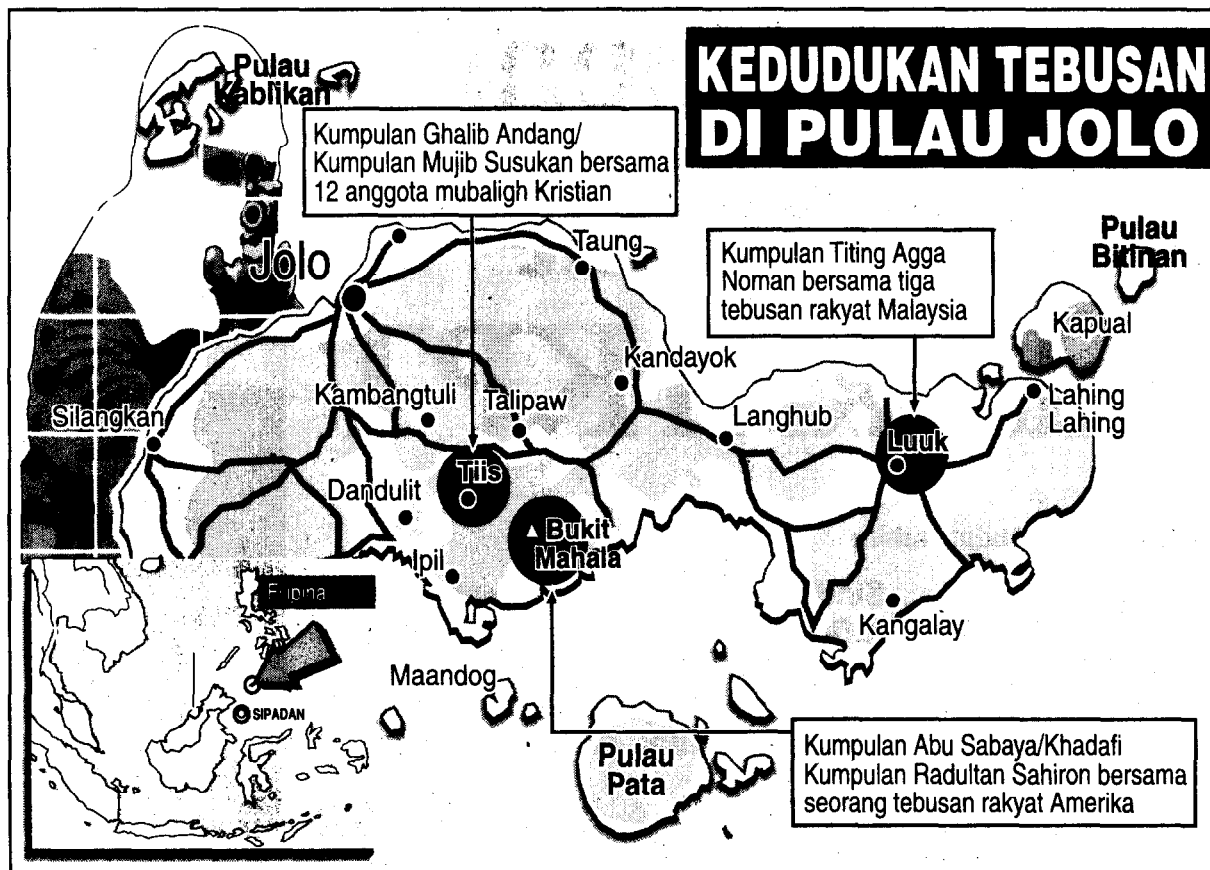 KEDUDUKAN TEBUSAN
DI PULAU JOLO
Pulau
Kablikan
Kumpulan Ghalib Andang/
Kumpulan Mujib Susukan bersama
12 anggota mubaligh Kristian
Jolo
Taung
Kumpulan Titing Agga
Noman bersama tiga
tebusan rakyat Malaysia
Pulau
Bitinan
Kapual
Kandayok
Kambangtuli
Talipaw
Silangkan
Langhub
Lahing
Lahing
Luuk
Tiis
Dandulit
Bukit
Mahala
Ipil
Filipina
Kangalay
Maandog
SIPADAN
Pulau
Pata
Kumpulan Abu Sabaya/Khadafi
Kumpulan Radultan Sahiron bersama
seorang tebusan rakyat Amerika